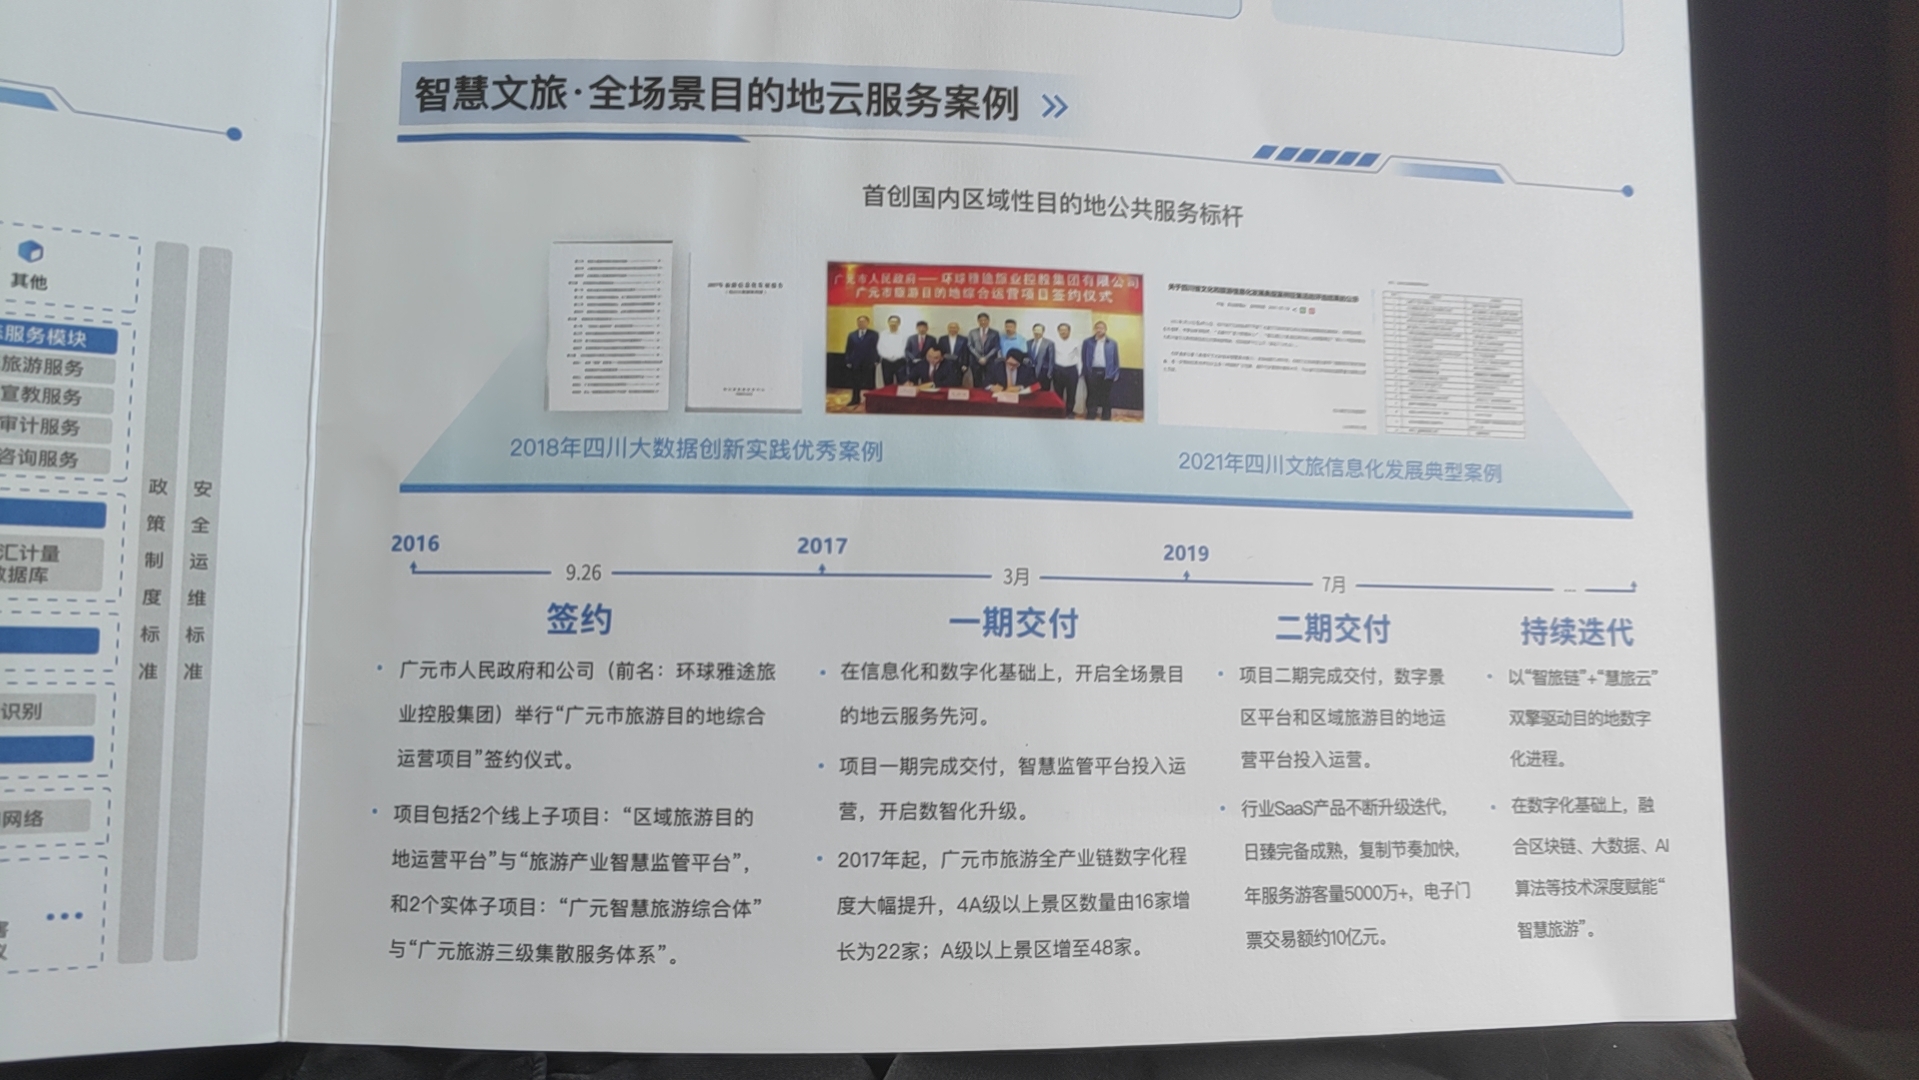 其他
服务模块
旅游服务
宣教服务
审计服务
咨询服务
汇计量
数据库
识别
网络
政策制度标准
安全运维标准
智慧文旅·全场景目的地云服务案例
首创国内区域性目的地公共服务标杆
广元市人民政府——环球雅途旅业控股集团有限公司
广元市旅游目的地综合运营项目签约仪式
2018年四川大数据创新实践优秀案例
2021年四川文旅信息化发展典型案例
2016
9.26
2017
3月
2019
7月
...
签约
广元市人民政府和公司（前名：环球雅途旅
业控股集团）举行“广元市旅游目的地综合
运营项目”签约仪式。
项目包括2个线上子项目：“区域旅游目的
地运营平台”与“旅游产业智慧监管平台”，
和2个实体子项目：“广元智慧旅游综合体”
与“广元旅游三级集散服务体系”。
一期交付
在信息化和数字化基础上，开启全场景目
的地云服务先河。
项目一期完成交付，智慧监管平台投入运
营，开启数智化升级。
2017年起，广元市旅游全产业链数字化程
度大幅提升，4A级以上景区数量由16家增
长为22家；A级以上景区增至48家。
二期交付
项目二期完成交付，数字景
区平台和区域旅游目的地运
营平台投入运营。
行业SaaS产品不断升级迭代，
日臻完备成熟，复制节奏加快，
年服务游客量5000万+，电子门
票交易额约10亿元。
持续迭代
以“智旅链”+“慧旅云”
双擎驱动目的地数字
化进程。
在数字化基础上，融
合区块链、大数据、AI
算法等技术深度赋能“
智慧旅游”。